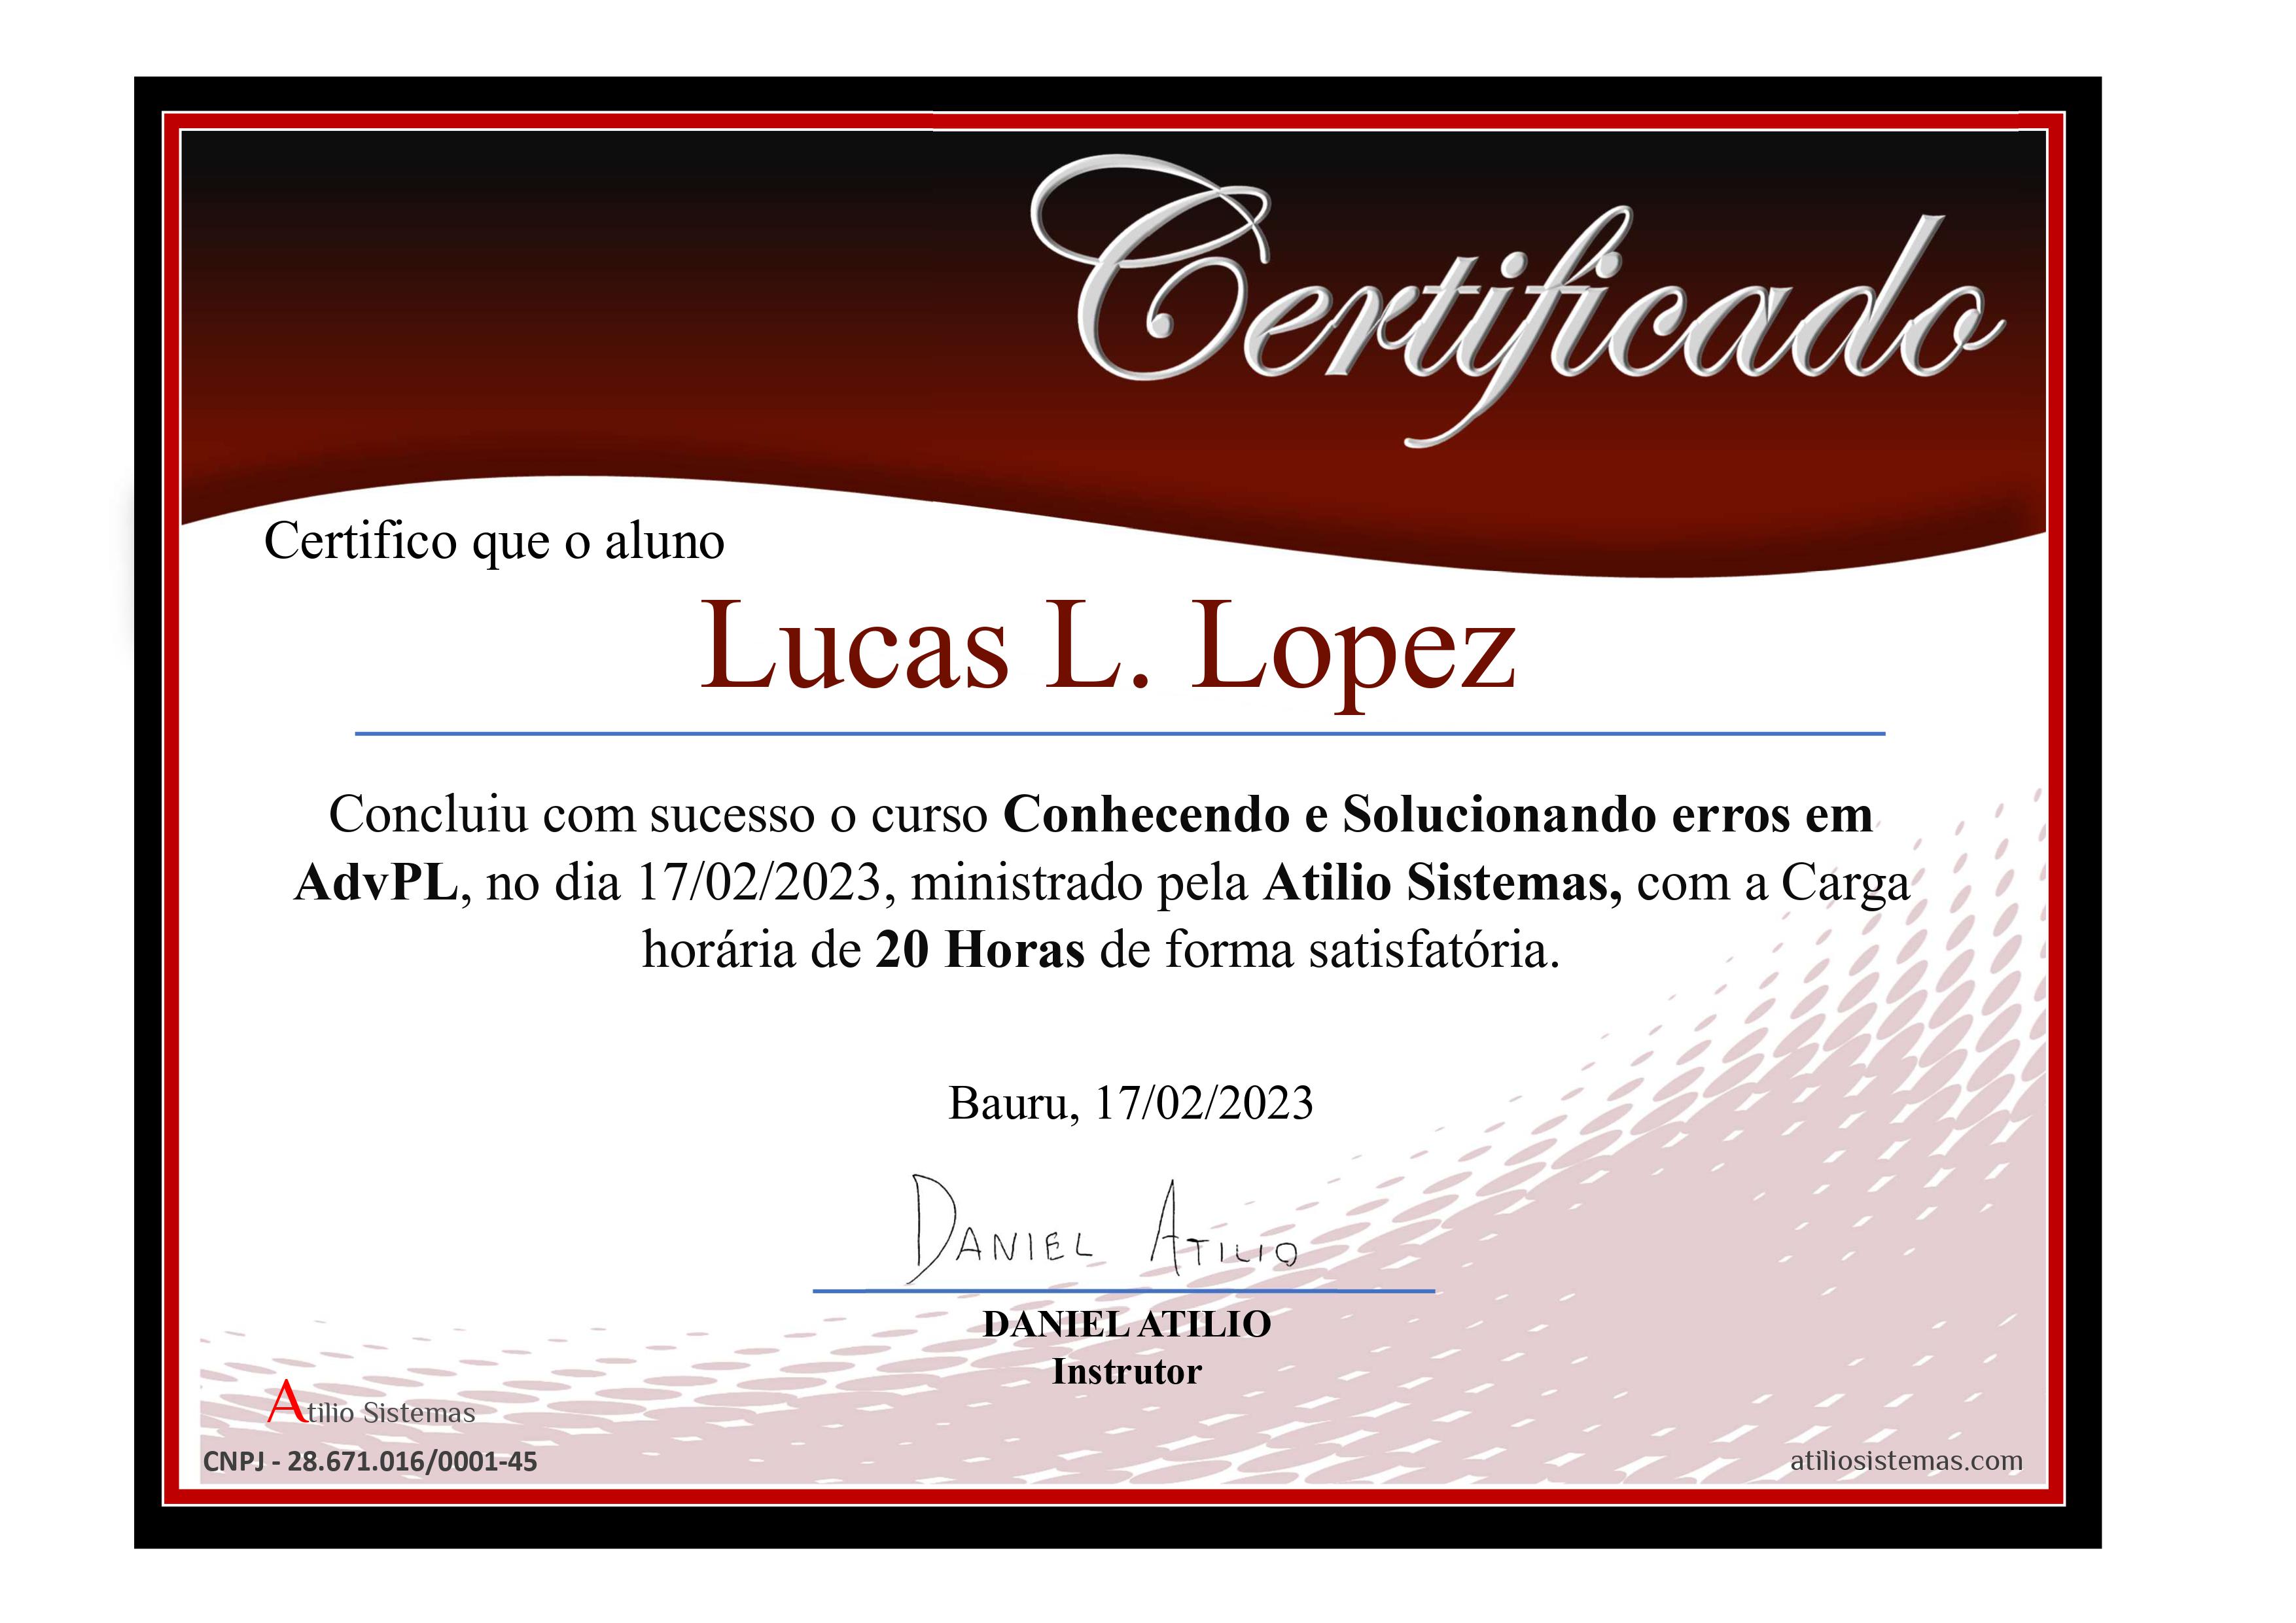 Certificado
Certifico que o aluno
Lucas L. Lopez
Concluiu com sucesso o curso Conhecendo e Solucionando erros em
AdvPL, no dia 17/02/2023, ministrado pela Atilio Sistemas, com a Carga
horária de 20 Horas de forma satisfatória.
Bauru, 17/02/2023
DANIEL ATILIO
DANIEL ATILIO
Instrutor
Atilio Sistemas
CNPJ - 28.671.016/0001-45
atiliosistemas.com